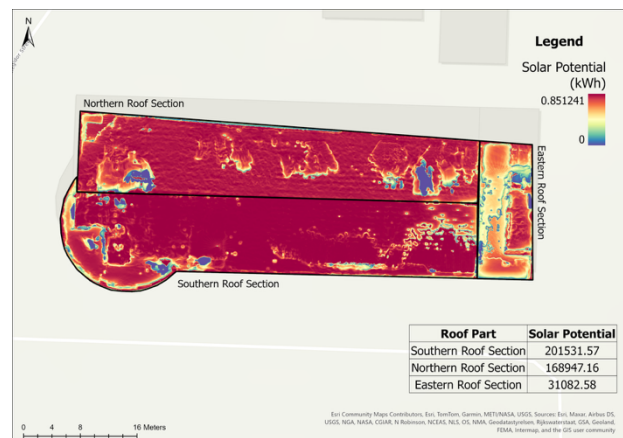 N
Legend
Solar Potential
(kWh)
0.851241
0
Northern Roof Section
Eastern Roof Section
Southern Roof Section
Roof Part Solar Potential
Southern Roof Section 201531.57
Northern Roof Section 168947.16
Eastern Roof Section 31082.58
0 4 8 16 Meters
Esri Community Maps Contributors, Esri, TomTom, Garmin, METI/NASA, USGS, Sources: Esri, Maxar, Airbus DS,
USGS, NGA, NASA, CGIAR, N Robinson, NCEAS, NLS, OS, NMA, Geodatastyrelsen, Rijkswaterstaat, GSA, Geoland,
FEMA, Intermap, and the GIS user community